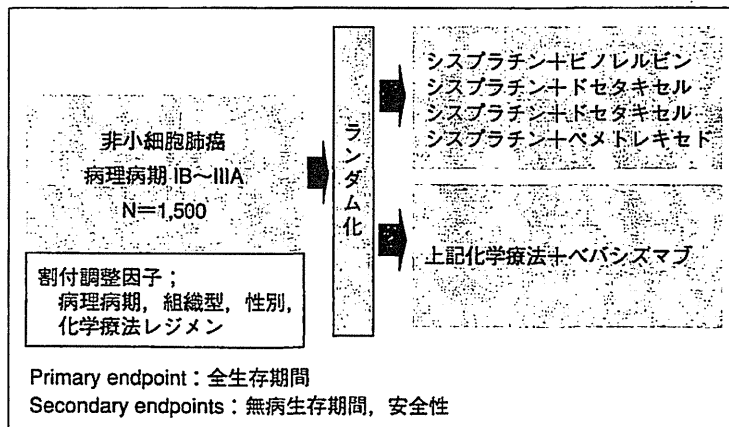 非小細胞肺癌
病理病期 IB～IIIA
N＝1,500
割付調整因子；
病理病期，組織型，性別，
化学療法レジメン
ランダム化
シスプラチン＋ビノレルビン
シスプラチン＋ドセタキセル
シスプラチン＋ドセタキセル
シスプラチン＋ペメトレキセド
上記化学療法＋ベバシズマブ
Primary endpoint：全生存期間
Secondary endpoints：無病生存期間，安全性